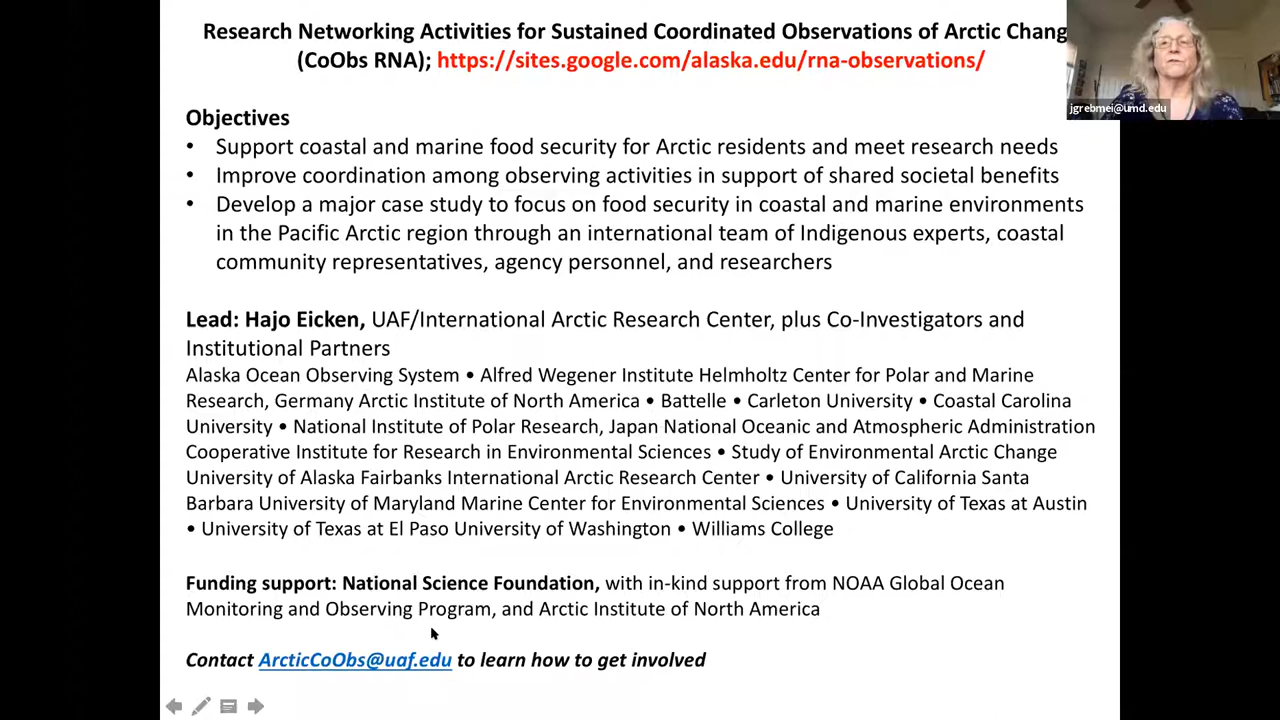 Research Networking Activities for Sustained Coordinated Observations of Arctic Chang
(CoObs RNA); https://sites.google.com/alaska.edu/rna-observations/
jgrebmei@umd.edu
Objectives
• Support coastal and marine food security for Arctic residents and meet research needs
• Improve coordination among observing activities in support of shared societal benefits
• Develop a major case study to focus on food security in coastal and marine environments
in the Pacific Arctic region through an international team of Indigenous experts, coastal
community representatives, agency personnel, and researchers
Lead: Hajo Eicken, UAF/International Arctic Research Center, plus Co-Investigators and
Institutional Partners
Alaska Ocean Observing System • Alfred Wegener Institute Helmholtz Center for Polar and Marine
Research, Germany Arctic Institute of North America • Battelle • Carleton University • Coastal Carolina
University • National Institute of Polar Research, Japan National Oceanic and Atmospheric Administration
Cooperative Institute for Research in Environmental Sciences • Study of Environmental Arctic Change
University of Alaska Fairbanks International Arctic Research Center • University of California Santa
Barbara University of Maryland Marine Center for Environmental Sciences • University of Texas at Austin
• University of Texas at El Paso University of Washington • Williams College
Funding support: National Science Foundation, with in-kind support from NOAA Global Ocean
Monitoring and Observing Program, and Arctic Institute of North America
Contact ArcticCoObs@uaf.edu to learn how to get involved